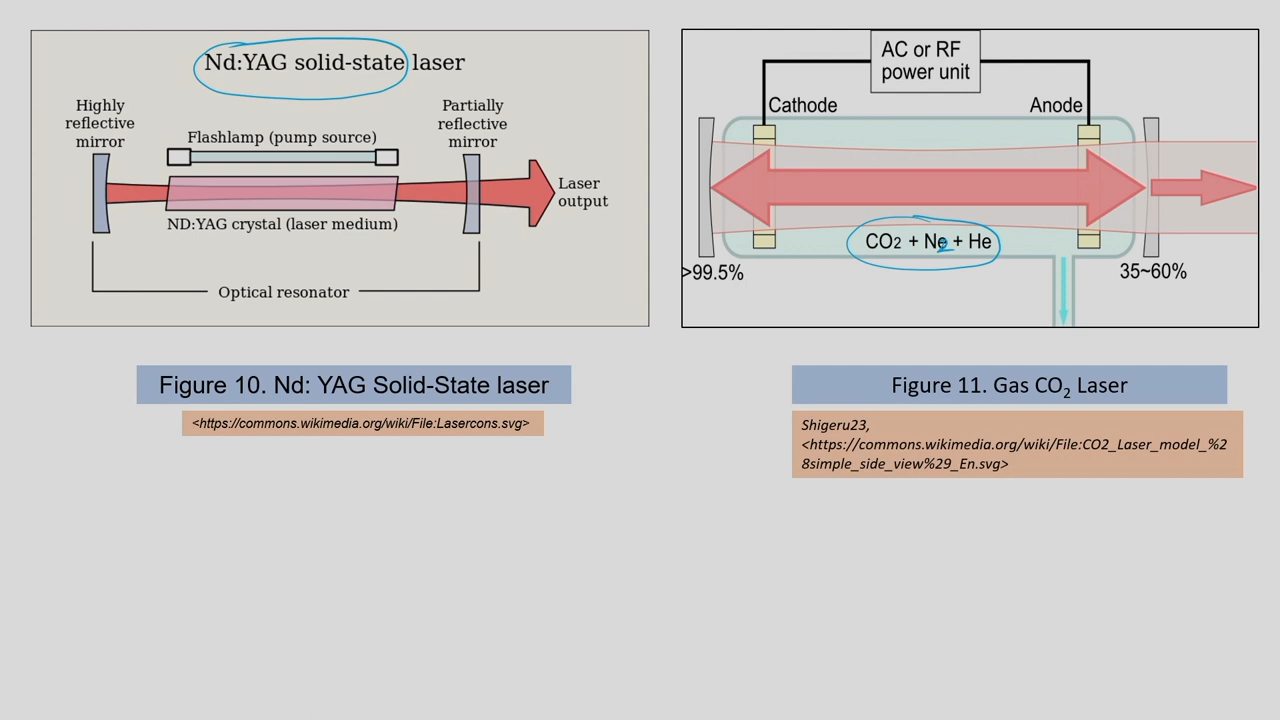 Nd:YAG solid-state laser
Highly
reflective
mirror
Flashlamp (pump source)
Partially
reflective
mirror
Laser
output
ND:YAG crystal (laser medium)
Optical resonator
AC or RF
power unit
Cathode
Anode
CO2 + Ne + He
2
>99.5%
35~60%
Figure 10. Nd: YAG Solid-State laser
<https://commons.wikimedia.org/wiki/File:Lasercons.svg>
Figure 11. Gas CO2 Laser
Shigeru23,
<https://commons.wikimedia.org/wiki/File:CO2_Laser_model_%2
8simple_side_view%29_En.svg>